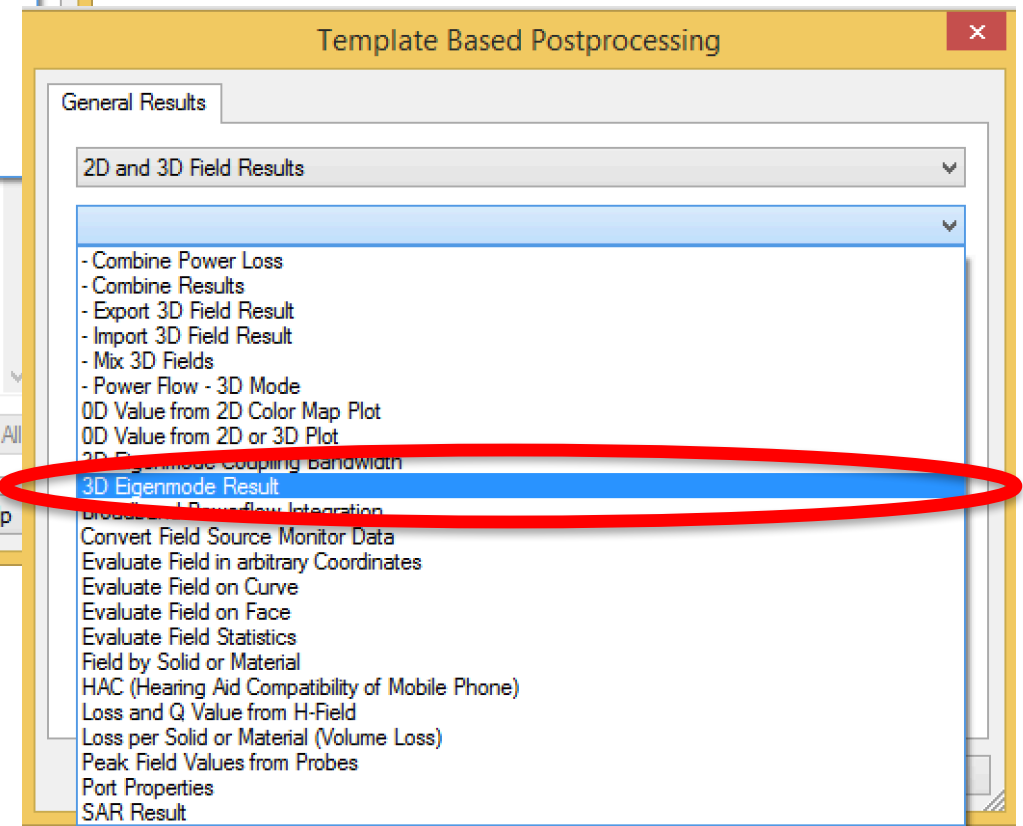 Template Based Postprocessing
General Results
2D and 3D Field Results
- Combine Power Loss
- Combine Results
- Export 3D Field Result
- Import 3D Field Result
- Mix 3D Fields
- Power Flow - 3D Mode
0D Value from 2D Color Map Plot
0D Value from 2D or 3D Plot
All
3D Eigenmode Coupling Bandwidth
3D Eigenmode Result
p
Broadband Powerflow Integration
Convert Field Source Monitor Data
Evaluate Field in arbitrary Coordinates
Evaluate Field on Curve
Evaluate Field on Face
Evaluate Field Statistics
Field by Solid or Material
HAC (Hearing Aid Compatibility of Mobile Phone)
Loss and Q Value from H-Field
Loss per Solid or Material (Volume Loss)
Peak Field Values from Probes
Port Properties
SAR Result